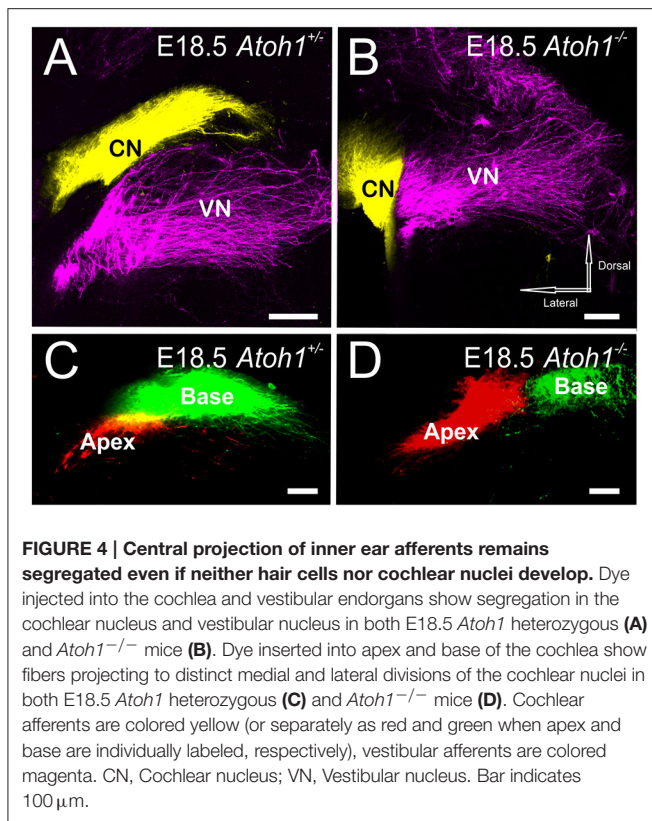 A E18.5 Atoh1+/-
CN
VN
B E18.5 Atoh1-/-
CN
VN
Dorsal
Lateral
C E18.5 Atoh1+/-
Base
Apex
D E18.5 Atoh1-/-
Base
Apex
FIGURE 4 | Central projection of inner ear afferents remains
segregated even if neither hair cells nor cochlear nuclei develop. Dye
injected into the cochlea and vestibular endorgans show segregation in the
cochlear nucleus and vestibular nucleus in both E18.5 Atoh1 heterozygous (A)
and Atoh1−/− mice (B). Dye inserted into apex and base of the cochlea show
fibers projecting to distinct medial and lateral divisions of the cochlear nuclei in
both E18.5 Atoh1 heterozygous (C) and Atoh1−/− mice (D). Cochlear
afferents are colored yellow (or separately as red and green when apex and
base are individually labeled, respectively), vestibular afferents are colored
magenta. CN, Cochlear nucleus; VN, Vestibular nucleus. Bar indicates
100 μm.